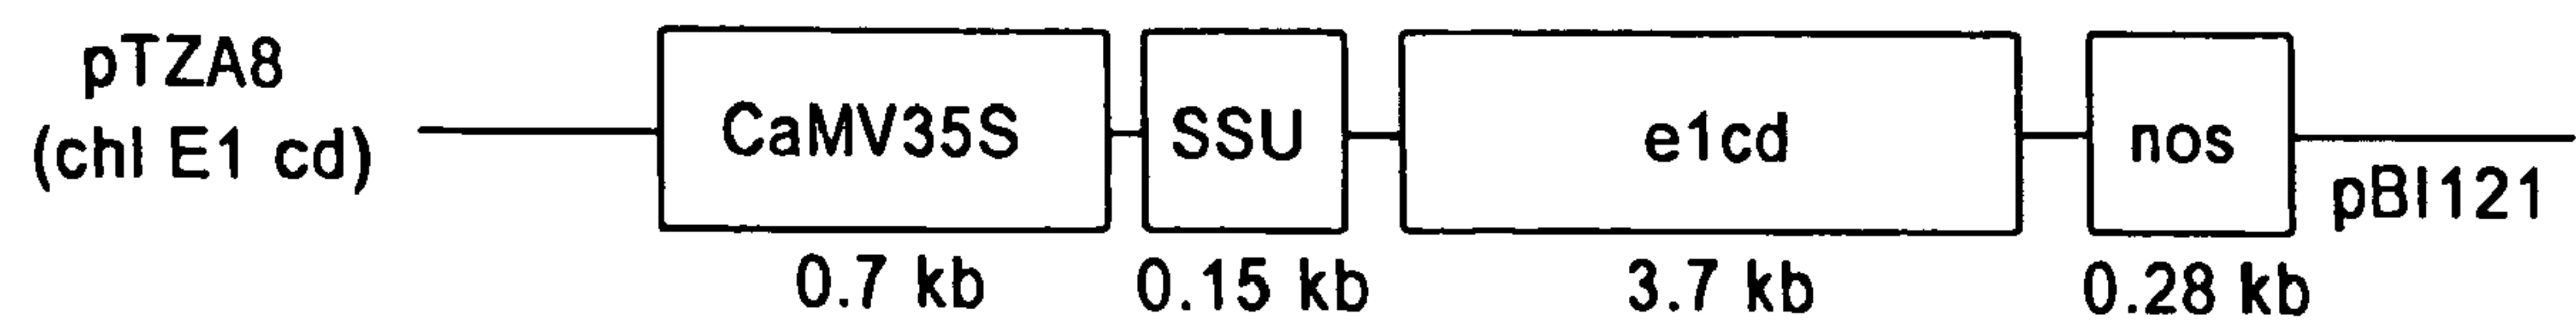 pTZA8
(chl E1 cd)
CaMV35S
SSU
e1cd
nos
pBI121
0.7 kb
0.15 kb
3.7 kb
0.28 kb